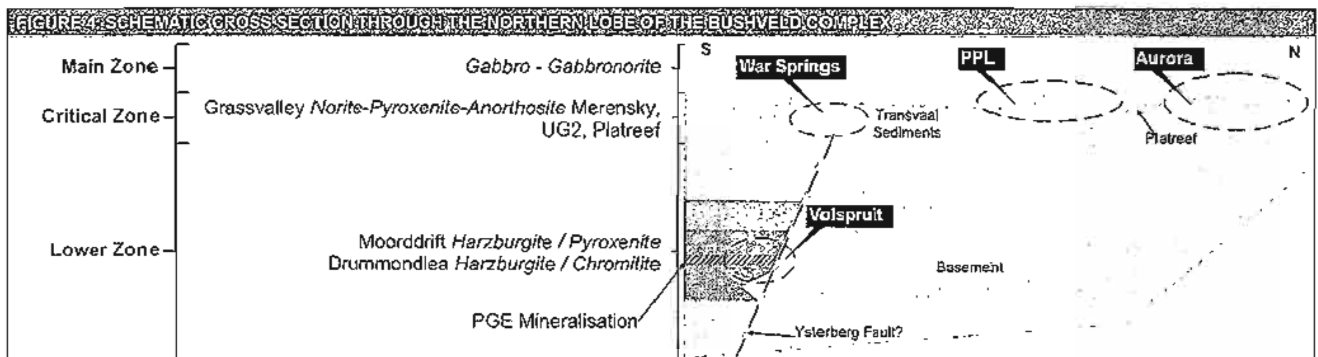 FIGURE 4: SCHEMATIC CROSS SECTION THROUGH THE NORTHERN LOBE OF THE BUSHVELD COMPLEX
S
N
Main Zone
Gabbro - Gabbronorite
War Springs
PPL
Aurora
Critical Zone
Grassvalley Norite-Pyroxenite-Anorthosite Merensky,
UG2, Platreef
Transvaal
Sediments
Platreef
Volspruit
Lower Zone
Moorddrift Harzburgite / Pyroxenite
Drummondlea Harzburgite / Chromilite
Basement
PGE Mineralisation
Ysterberg Fault?